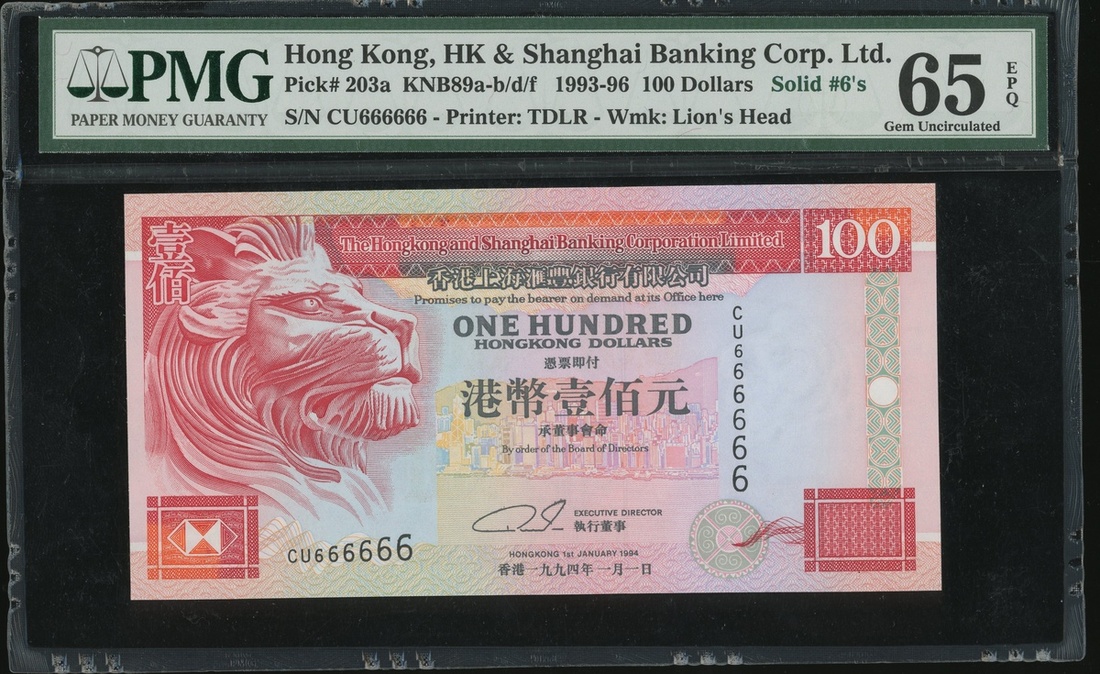 PMG
PAPER MONEY GUARANTY
Hong Kong, HK & Shanghai Banking Corp. Ltd.
Pick# 203a KNB89a-b/d/f 1993-96 100 Dollars Solid #6's
S/N CU666666 - Printer: TDLR - Wmk: Lion's Head
65
EPQ
Gem Uncirculated
壹佰
The Hongkong and Shanghai Banking Corporation Limited
100
香港上海滙豐銀行有限公司
Promises to pay the bearer on demand at its Office here
ONE HUNDRED
HONGKONG DOLLARS
憑票即付
港幣壹佰元
承董事會命
By order of the Board of Directors
CU666666
EXECUTIVE DIRECTOR
執行董事
HONGKONG 1st JANUARY 1994
香港一九九四年一月一日
CU666666